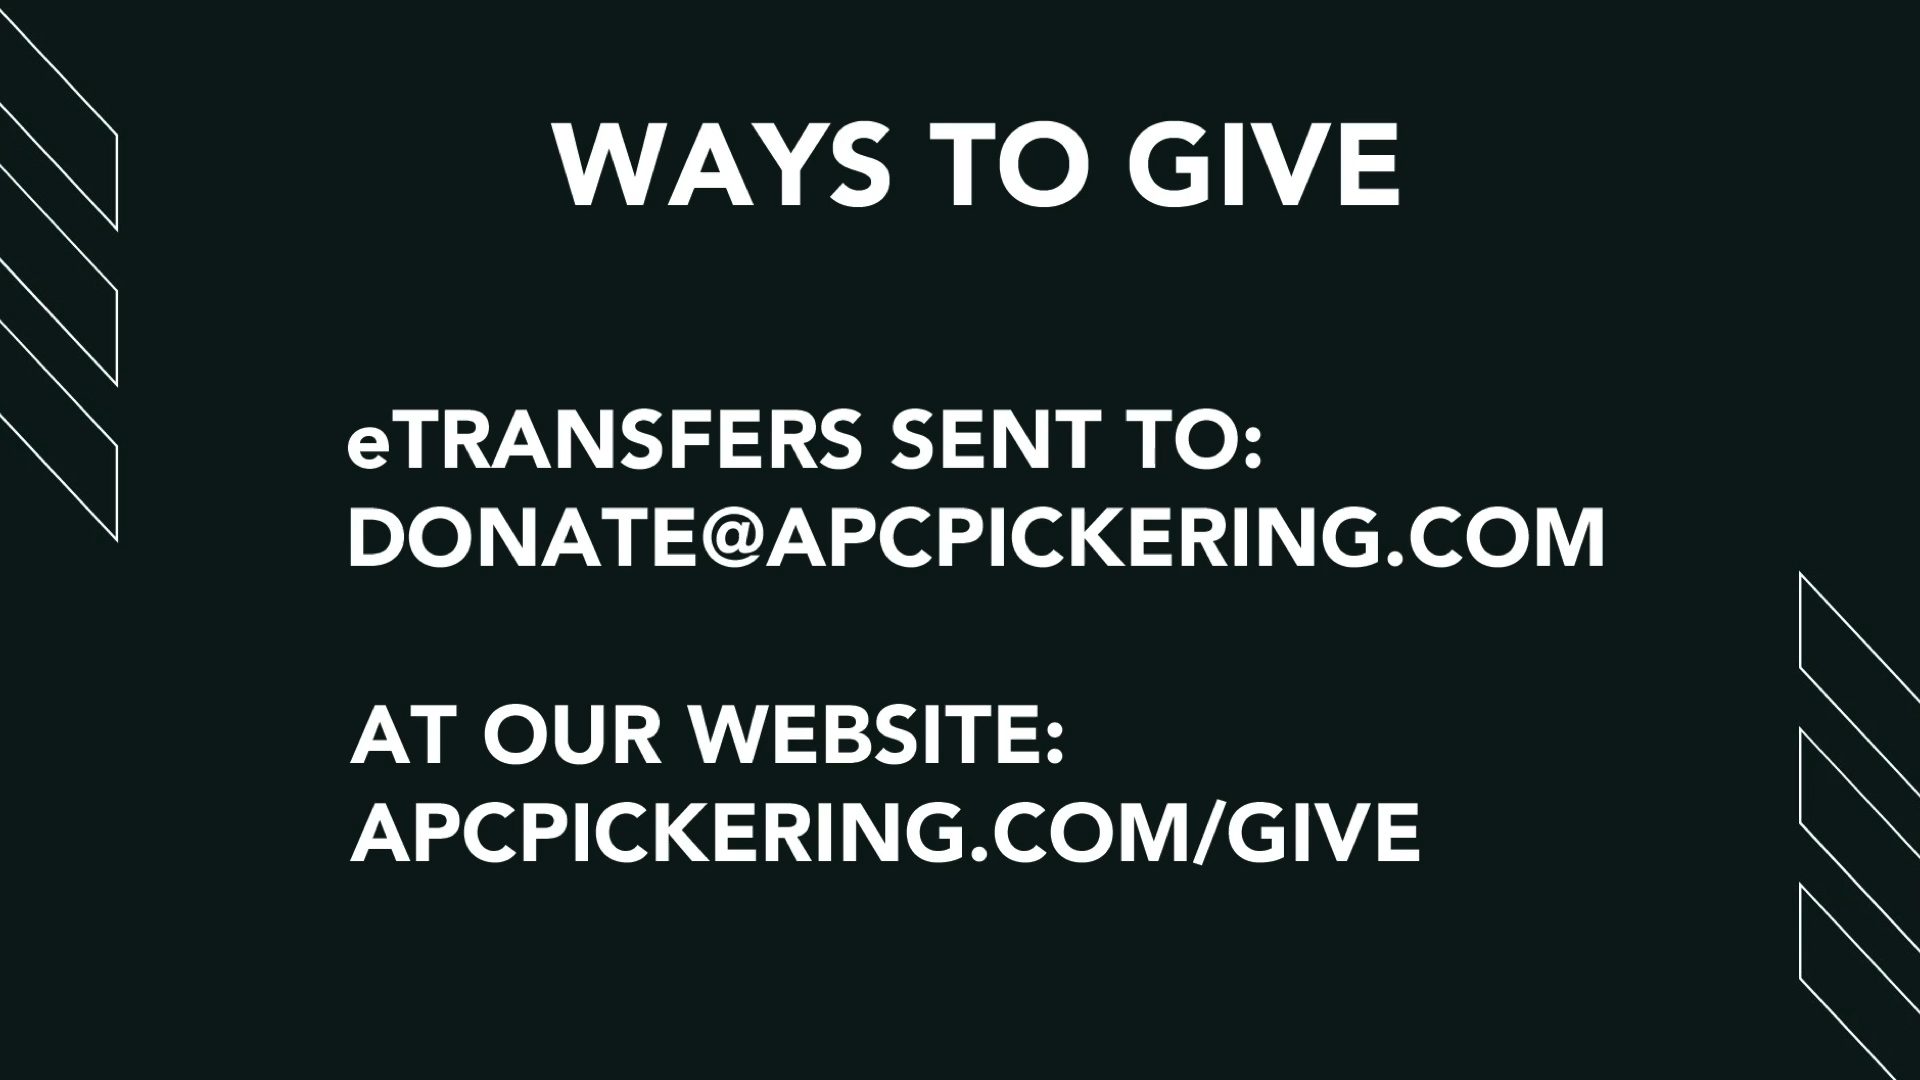 WAYS TO GIVE
eTRANSFERS SENT TO:
DONATE@APCPICKERING.COM
AT OUR WEBSITE:
APCPICKERING.COM/GIVE